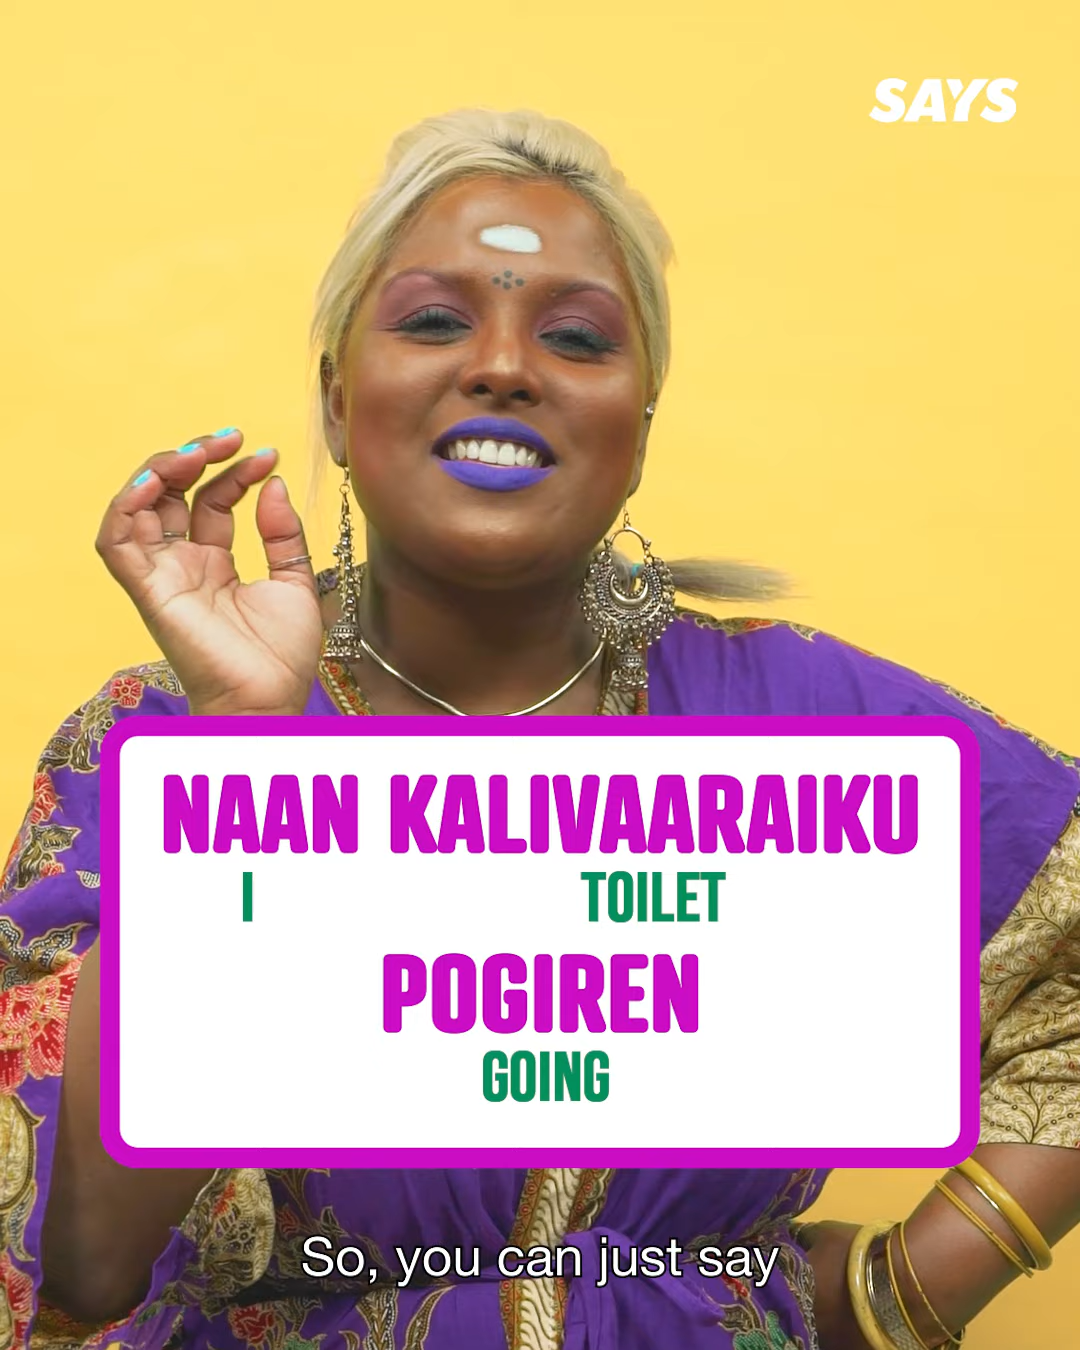 SAYS
NAAN KALIVAARAIKU
I TOILET
POGIREN
GOING
So, you can just say